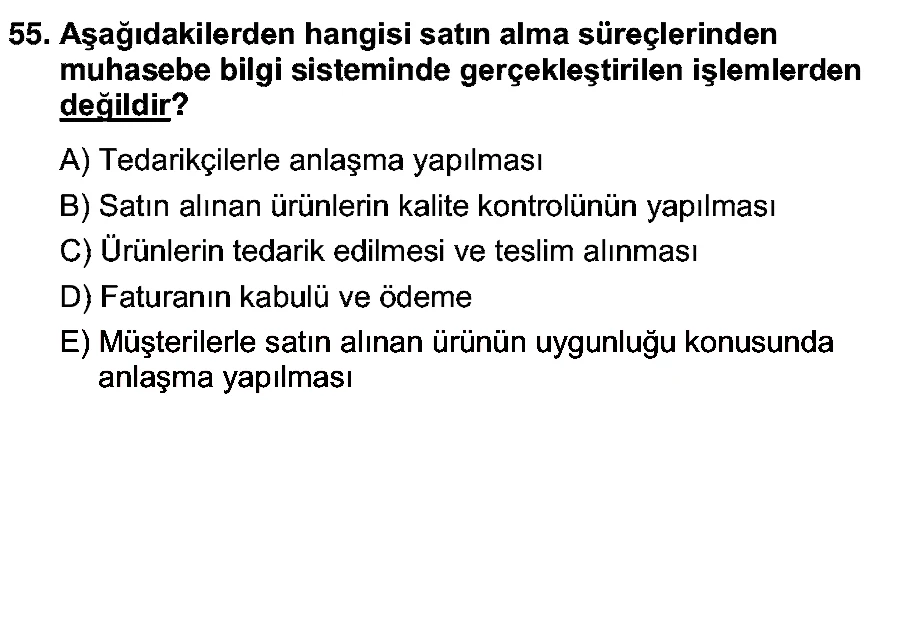 55. Aşağıdakilerden hangisi satın alma süreçlerinden
muhasebe bilgi sisteminde gerçekleştirilen işlemlerden
değildir?
A) Tedarikçilerle anlaşma yapılması
B) Satın alınan ürünlerin kalite kontrolünün yapılması
C) Ürünlerin tedarik edilmesi ve teslim alınması
D) Faturanın kabulü ve ödeme
E) Müşterilerle satın alınan ürünün uygunluğu konusunda
anlaşma yapılması